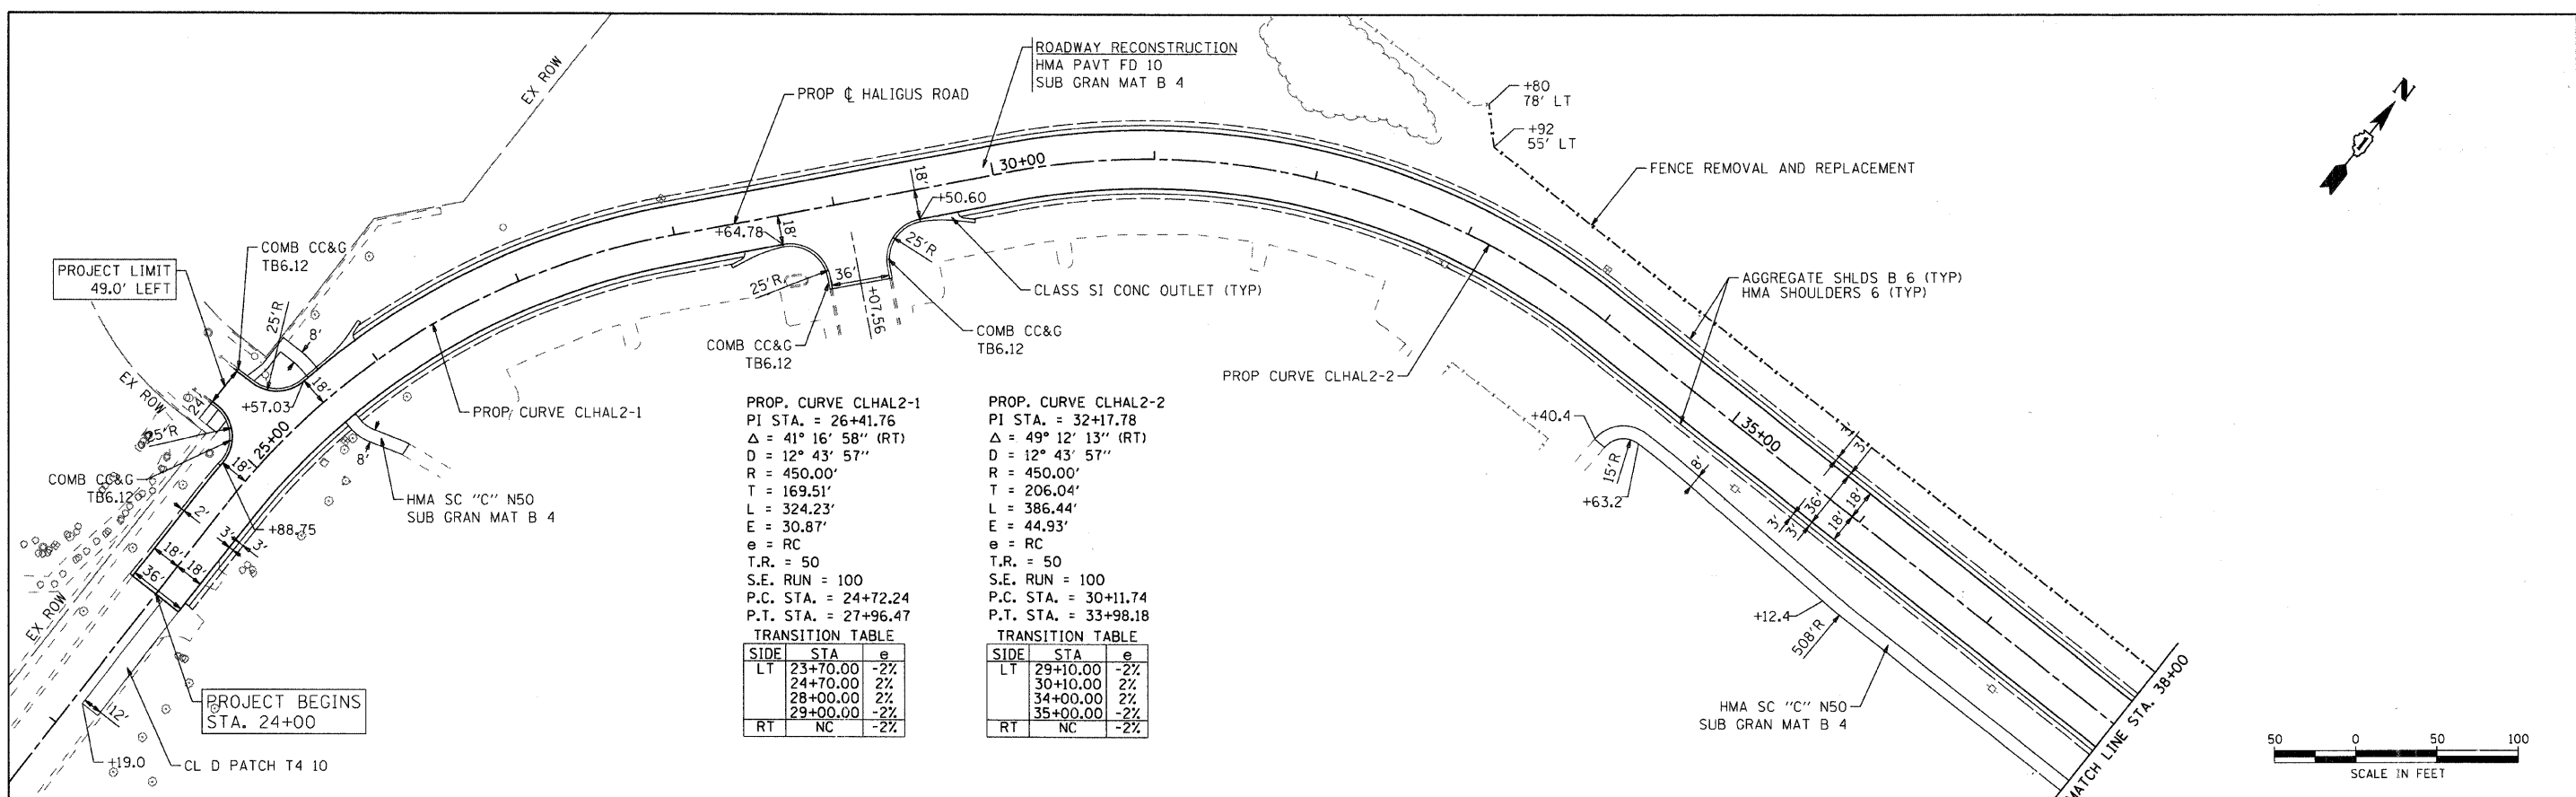 ROADWAY RECONSTRUCTION
HMA PAVT FD 10
SUB GRAN MAT B 4
EX ROW
PROP ℄ HALIGUS ROAD
+80
78' LT
+92
55' LT
N
FENCE REMOVAL AND REPLACEMENT
30+00
18'
+50.60
+64.78
18'
25'R
25'R
36'
+07.56
CLASS SI CONC OUTLET (TYP)
COMB CC&G
TB6.12
COMB CC&G
TB6.12
COMB CC&G
TB6.12
PROJECT LIMIT
49.0' LEFT
25'R
8'
18'
+57.03
24'
EX ROW
25'R
18'
25+00
COMB CC&G
TB6.12
2'
+88.75
PROP. CURVE CLHAL2-1
8'
HMA SC "C" N50
SUB GRAN MAT B 4
18'
18'
36'
3'
3'
EX ROW
PROJECT BEGINS
STA. 24+00
12'
+19.0
CL D PATCH T4 10
PROP. CURVE CLHAL2-1
PI STA. = 26+41.76
Δ = 41° 16' 58" (RT)
D = 12° 43' 57"
R = 450.00'
T = 169.51'
L = 324.23'
E = 30.87'
e = RC
T.R. = 50
S.E. RUN = 100
P.C. STA. = 24+72.24
P.T. STA. = 27+96.47
TRANSITION TABLE
SIDE STA e
LT 23+70.00 -2%
24+70.00 2%
28+00.00 2%
29+00.00 -2%
RT NC -2%
PROP. CURVE CLHAL2-2
PI STA. = 32+17.78
Δ = 49° 12' 13" (RT)
D = 12° 43' 57"
R = 450.00'
T = 206.04'
L = 386.44'
E = 44.93'
e = RC
T.R. = 50
S.E. RUN = 100
P.C. STA. = 30+11.74
P.T. STA. = 33+98.18
TRANSITION TABLE
SIDE STA e
LT 29+10.00 -2%
30+10.00 2%
34+00.00 2%
35+00.00 -2%
RT NC -2%
AGGREGATE SHLDS B 6 (TYP)
HMA SHOULDERS 6 (TYP)
PROP CURVE CLHAL2-2
+40.4
15'R
+63.2
8'
35+00
3'
36'
18'
18'
3'
3'
+12.4
508'R
HMA SC "C" N50
SUB GRAN MAT B 4
MATCH LINE STA. 38+00
50 0 50 100
SCALE IN FEET